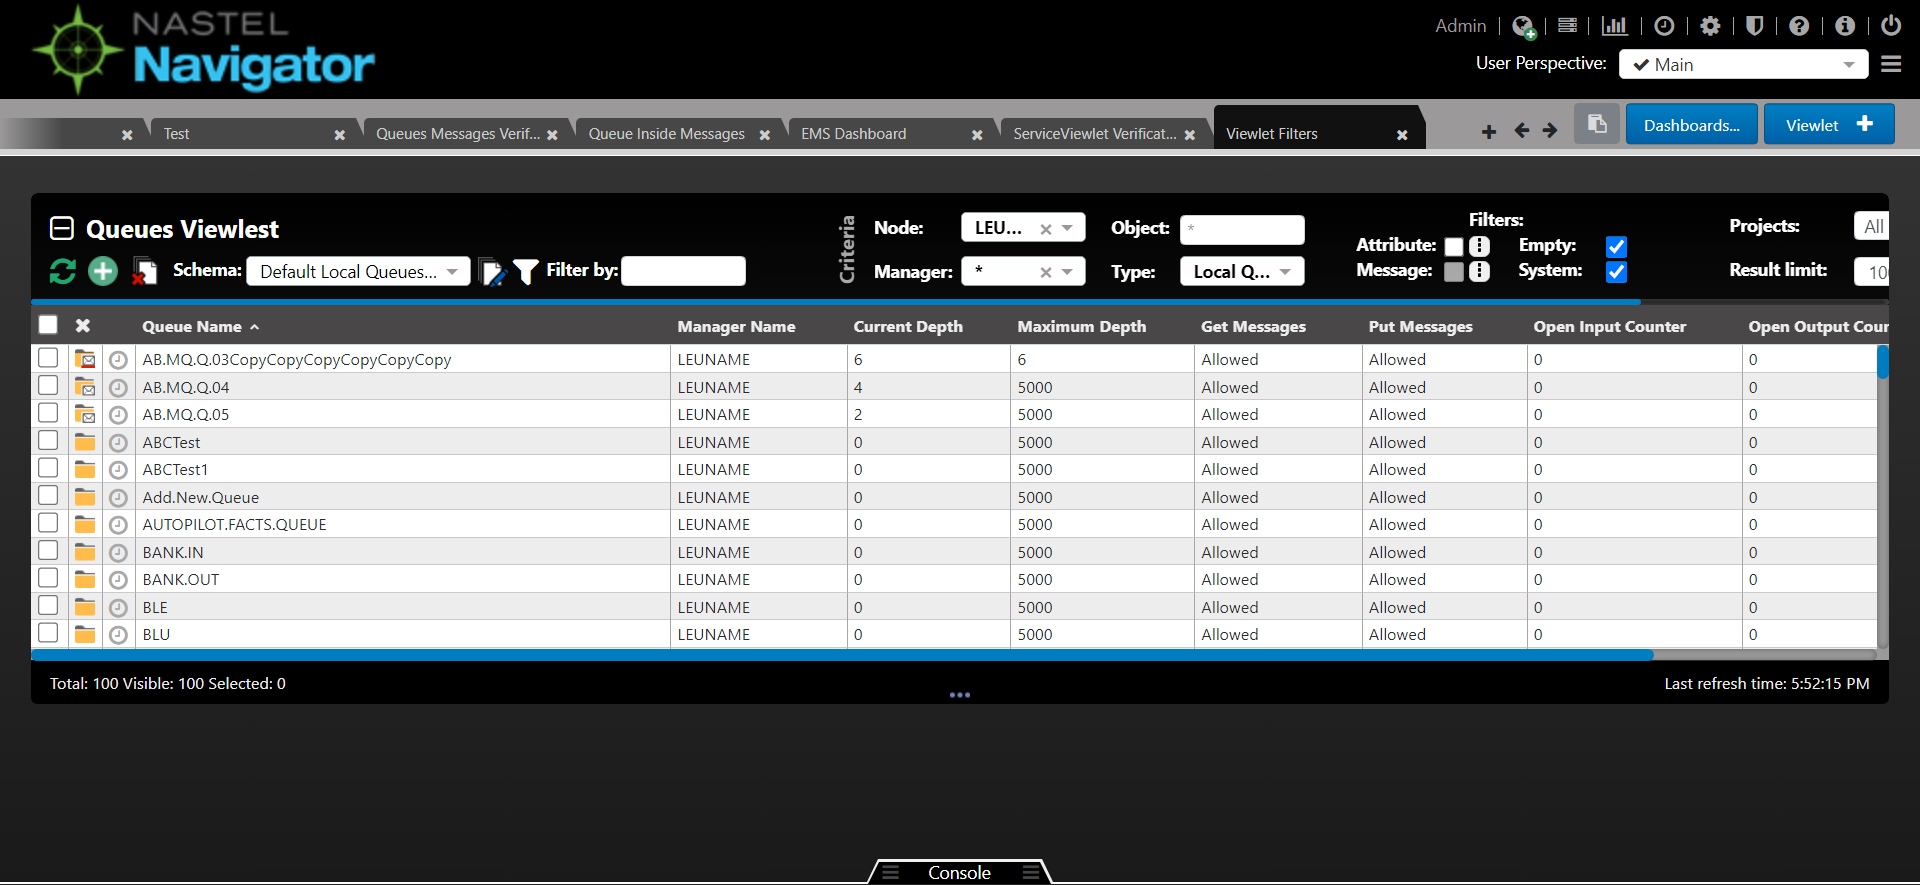 NASTEL
Navigator
Admin
User Perspective: Main
Test
Queues Messages Verif...
Queue Inside Messages
EMS Dashboard
ServiceViewlet Verificat...
Viewlet Filters
Dashboards...
Viewlet
Queues Viewlest
Schema: Default Local Queues...
Filter by:
Criteria
Node: LEU...
Manager: *
Object: *
Type: Local Q...
Filters:
Attribute:
Message:
Empty:
System:
Projects: All
Result limit: 10
Queue Name Manager Name Current Depth Maximum Depth Get Messages Put Messages Open Input Counter Open Output Coun
AB.MQ.Q.03CopyCopyCopyCopyCopyCopy LEUNAME 6 6 Allowed Allowed 0 0
AB.MQ.Q.04 LEUNAME 4 5000 Allowed Allowed 0 0
AB.MQ.Q.05 LEUNAME 2 5000 Allowed Allowed 0 0
ABCTest LEUNAME 0 5000 Allowed Allowed 0 0
ABCTest1 LEUNAME 0 5000 Allowed Allowed 0 0
Add.New.Queue LEUNAME 0 5000 Allowed Allowed 0 0
AUTOPILOT.FACTS.QUEUE LEUNAME 0 5000 Allowed Allowed 0 0
BANK.IN LEUNAME 0 5000 Allowed Allowed 0 0
BANK.OUT LEUNAME 0 5000 Allowed Allowed 0 0
BLE LEUNAME 0 5000 Allowed Allowed 0 0
BLU LEUNAME 0 5000 Allowed Allowed 0 0
Total: 100 Visible: 100 Selected: 0
Last refresh time: 5:52:15 PM
Console